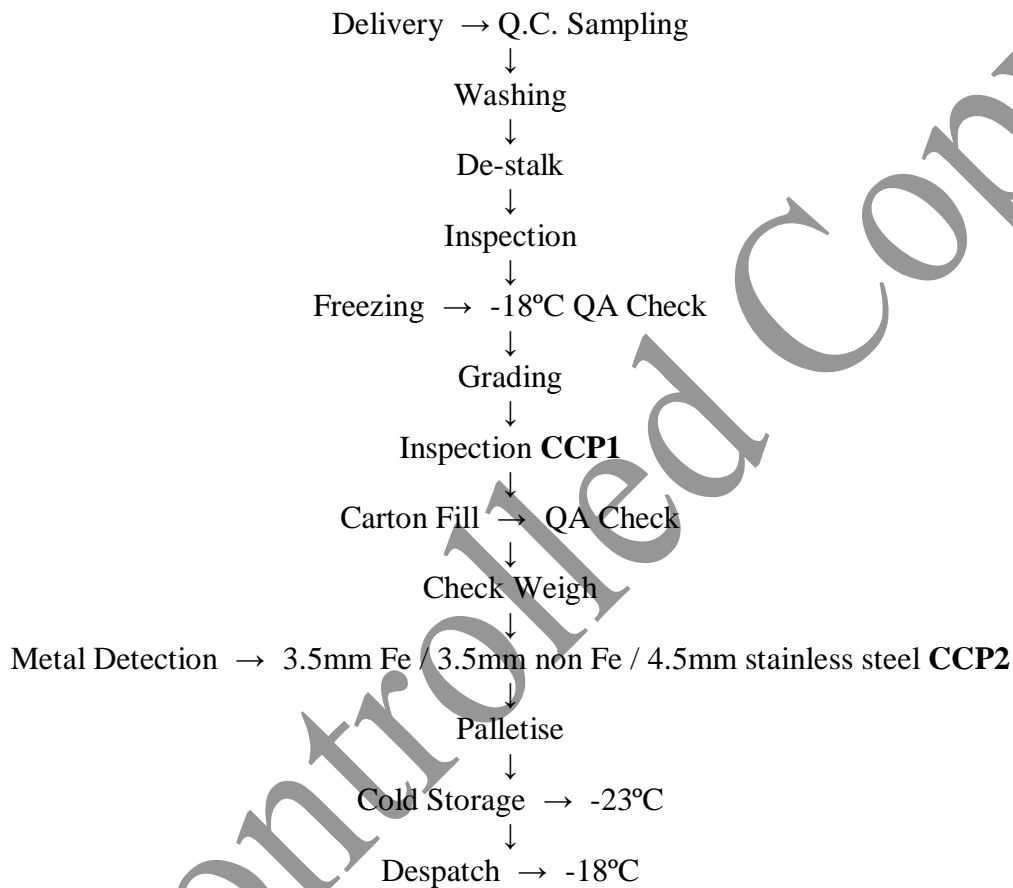 Delivery → Q.C. Sampling
↓
Washing
↓
De-stalk
↓
Inspection
↓
Freezing → -18ºC QA Check
↓
Grading
↓
Inspection CCP1
↓
Carton Fill → QA Check
↓
Check Weigh
↓
Metal Detection → 3.5mm Fe / 3.5mm non Fe / 4.5mm stainless steel CCP2
↓
Palletise
↓
Cold Storage → -23ºC
↓
Despatch → -18ºC